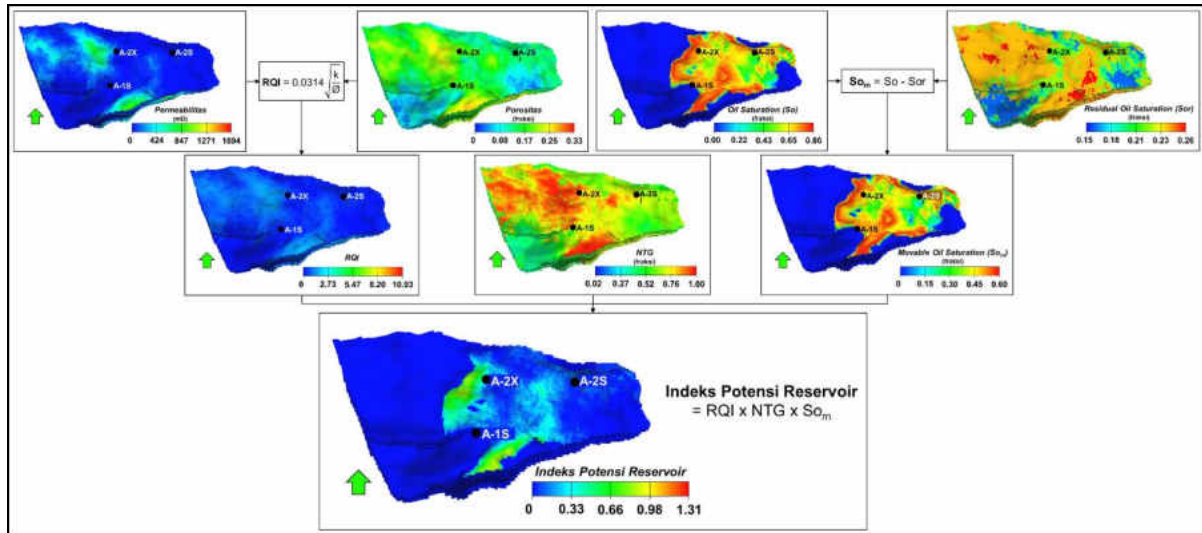 A-2X
A-2S
A-1S
Permeabilitas
(mD)
0 424 847 1271 1694
RQI = 0.0314 √ k
Ø
A-2X
A-2S
A-1S
Porositas
(fraksi)
0 0.08 0.17 0.25 0.33
A-2X
A-2S
A-1S
Oil Saturation (So)
(fraksi)
0.00 0.22 0.43 0.65 0.86
Som = So - Sor
A-2X
A-2S
A-1S
Residual Oil Saturation (Sor)
(fraksi)
0.15 0.18 0.21 0.23 0.26
A-2X
A-2S
A-1S
RQI
0 2.73 5.47 8.20 10.93
A-2X
A-2S
A-1S
NTG
(fraksi)
0.02 0.37 0.52 0.76 1.00
A-2X
A-2S
A-1S
Movable Oil Saturation (Som)
(fraksi)
0 0.15 0.30 0.45 0.60
A-2X
A-2S
A-1S
Indeks Potensi Reservoir
= RQI x NTG x Som
Indeks Potensi Reservoir
0 0.33 0.66 0.98 1.31